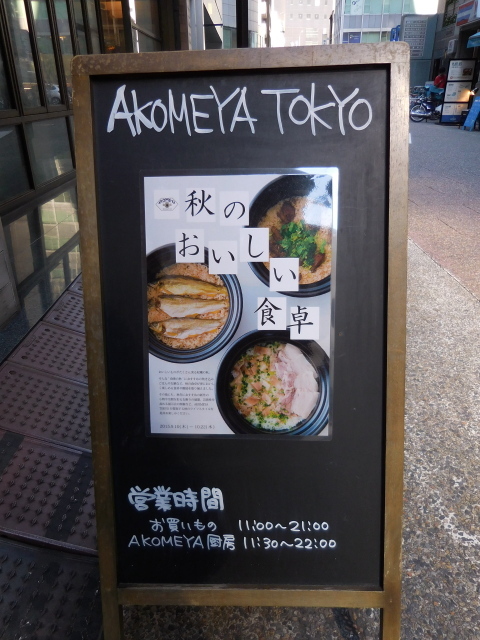 AKOMEYA TOKYO
秋の
おいしい
食卓
営業時間
お買いもの 11:00〜21:00
AKOMEYA厨房 11:30〜22:00